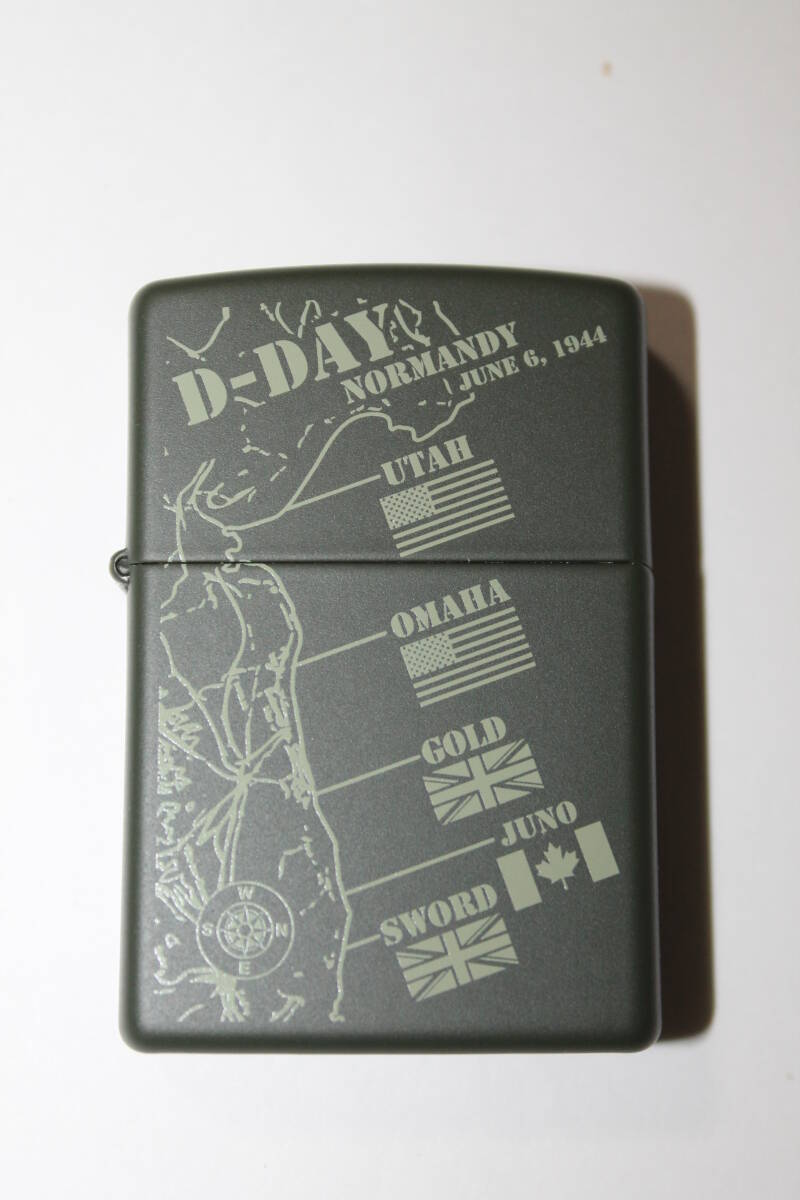 D-DAY
NORMANDY
JUNE 6, 1944
UTAH
OMAHA
GOLD
JUNO
SWORD
W
S N
E